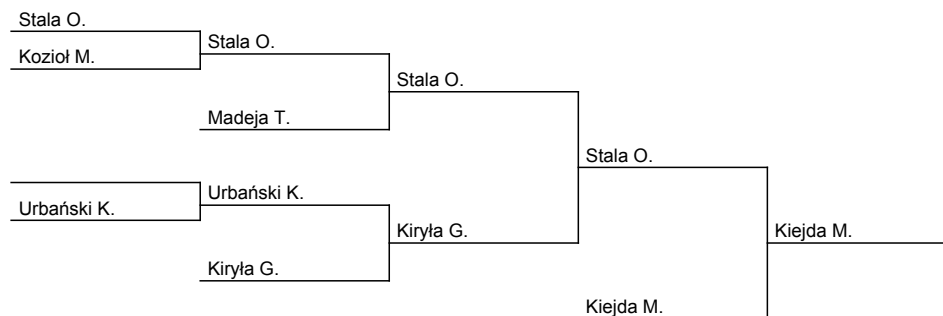 Stala O.
Kozioł M.
Stala O.
Madeja T.
Stala O.
Urbański K.
Urbański K.
Kiryła G.
Kiryła G.
Stala O.
Kiejda M.
Kiejda M.